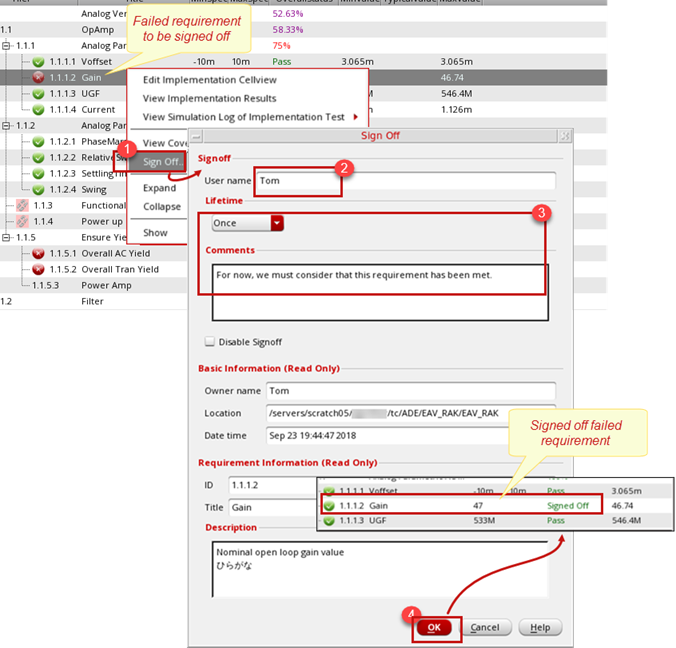 Analog Ver 52.63%
Failed requirement
to be signed off
1.1 OpAmp 58.33%
1.1.1 Analog Par 75%
1.1.1.1 Voffset -10m 10m Pass 3.065m 3.065m
1.1.1.2 Gain 46.74
1.1.1.3 UGF 546.4M
1.1.1.4 Current 1.126m
1.1.2 Analog Par
1.1.2.1 PhaseMar
1.1.2.2 Relative
1.1.2.3 SettlingTi
1.1.2.4 Swing
1.1.3 Functional
1.1.4 Power up
1.1.5 Ensure Yie
1.1.5.1 Overall AC Yield
1.1.5.2 Overall Tran Yield
1.1.5.3 Power Amp
1.2 Filter
Edit Implementation Cellview
View Implementation Results
View Simulation Log of Implementation Test
View Cove
1
Sign Off...
Expand
Collapse
Show
Sign Off
Signoff
2
User name Tom
Lifetime
3
Once
Comments
For now, we must consider that this requirement has been met.
Disable Signoff
Basic Information (Read Only)
Owner name Tom
Location /servers/scratch05/ /tc/ADE/EAV_RAK/EAV_RAK
Date time Sep 23 19:44:47 2018
Signed off failed
requirement
Requirement Information (Read Only)
ID 1.1.1.2
Title Gain
1.1.1.1 Voffset -10m 10m Pass 3.065m
1.1.1.2 Gain 47 Signed Off 46.74
1.1.1.3 UGF 533M Pass 546.4M
Description
Nominal open loop gain value
ひらがな
4
OK Cancel Help